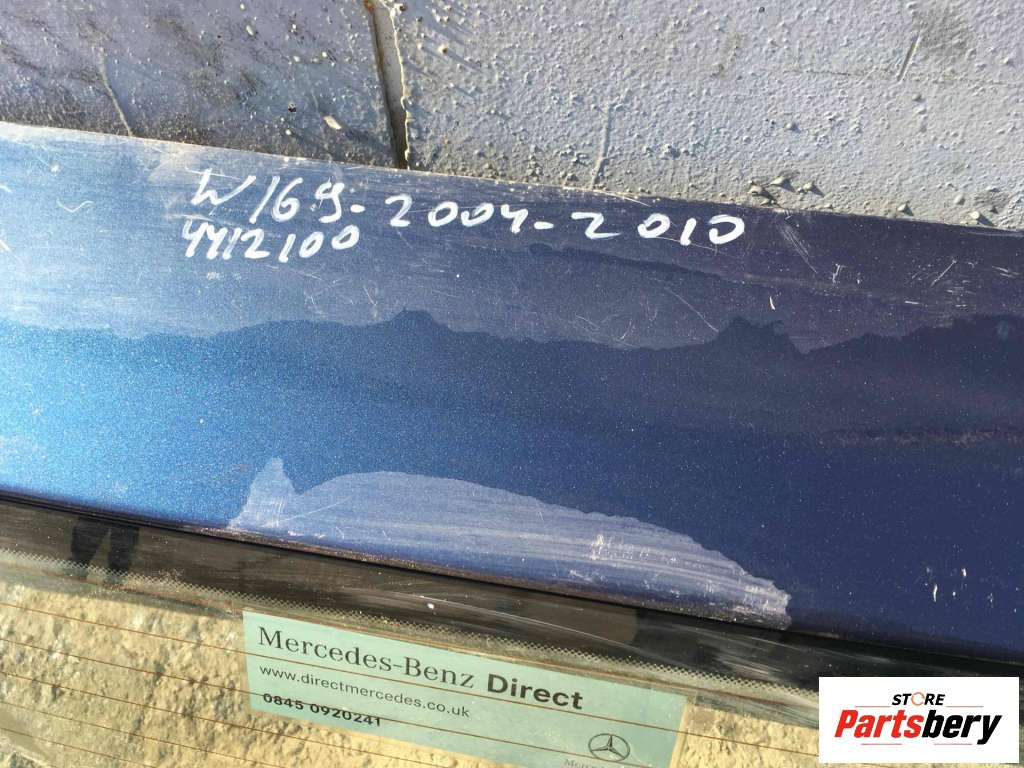 W169-2004-2010
4412100
Mercedes-Benz Direct
www.directmercedes.co.uk
0845 0920241
STORE
Partsbery